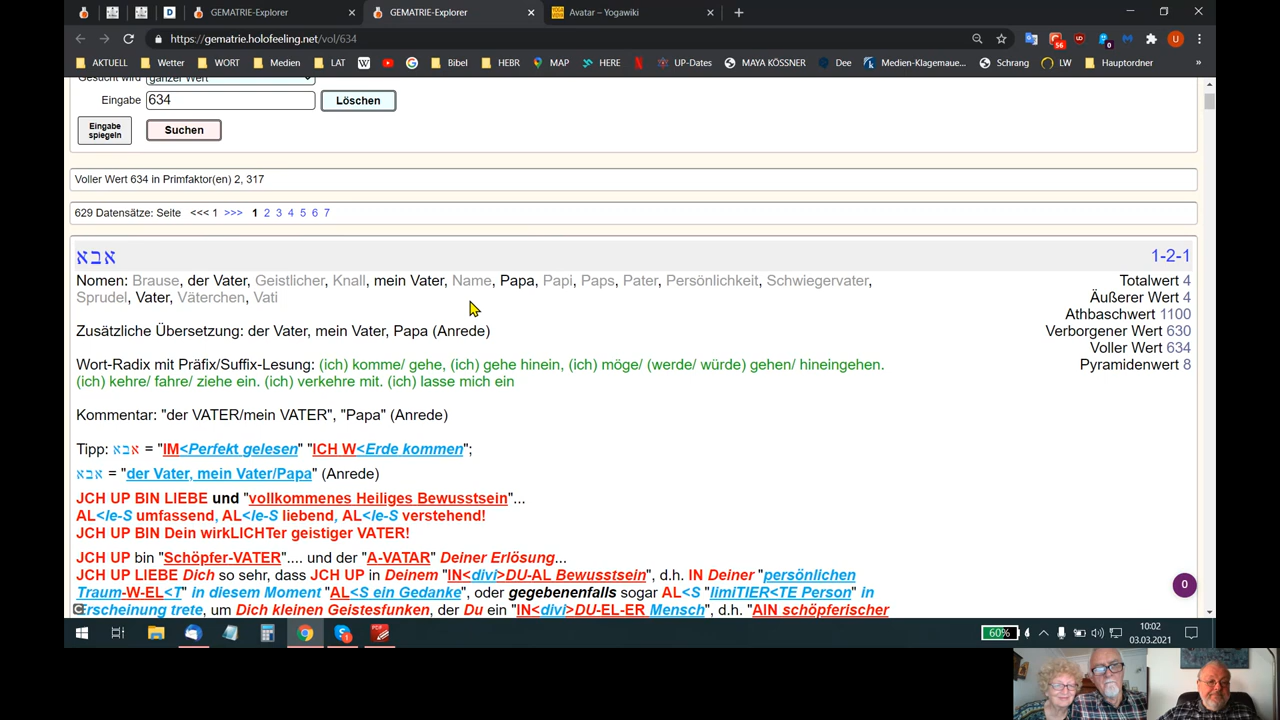 GEMATRIE-Explorer
GEMATRIE-Explorer
Avatar – Yogawiki
https://gematrie.holofeeling.net/vol/634
AKTUELL Wetter WORT Medien LAT Bibel HEBR MAP HERE UP-Dates MAYA KÖSSNER Dee Medien-Klagemaue... Schrang LW Hauptordner »
Gesucht wird ganzer Wert
Eingabe 634 Löschen
Eingabe spiegeln Suchen
Voller Wert 634 in Primfaktor(en) 2, 317
629 Datensätze: Seite <<< 1 >>> 1 2 3 4 5 6 7
אבא 1-2-1
Nomen: Brause, der Vater, Geistlicher, Knall, mein Vater, Name, Papa, Papi, Paps, Pater, Persönlichkeit, Schwiegervater,
Sprudel, Vater, Väterchen, Vati
Totalwert 4
Äußerer Wert 4
Athbaschwert 1100
Verborgener Wert 630
Voller Wert 634
Pyramidenwert 8
Zusätzliche Übersetzung: der Vater, mein Vater, Papa (Anrede)
Wort-Radix mit Präfix/Suffix-Lesung: (ich) komme/ gehe, (ich) gehe hinein, (ich) möge/ (werde/ würde) gehen/ hineingehen.
(ich) kehre/ fahre/ ziehe ein. (ich) verkehre mit. (ich) lasse mich ein
Kommentar: "der VATER/mein VATER", "Papa" (Anrede)
Tipp: אבא = "IM<Perfekt gelesen" "ICH W<Erde kommen";
אבא = "der Vater, mein Vater/Papa" (Anrede)
JCH UP BIN LIEBE und "vollkommenes Heiliges Bewusstsein"...
AL<le-S umfassend, AL<le-S liebend, AL<le-S verstehend!
JCH UP BIN Dein wirkLICHTer geistiger VATER!
JCH UP bin "Schöpfer-VATER".... und der "A-VATAR" Deiner Erlösung...
JCH UP LIEBE Dich so sehr, dass JCH UP in Deinem "IN<divi>DU-AL Bewusstsein", d.h. IN Deiner "persönlichen
Traum-W-EL<T" in diesem Moment "AL<S ein Gedanke", oder gegebenenfalls sogar AL<S "limiTIER<TE Person" in
Erscheinung trete, um Dich kleinen Geistesfunken, der Du ein "IN<divi>DU-EL-ER Mensch", d.h. "AIN schöpferischer
0
60%
10:02
03.03.2021